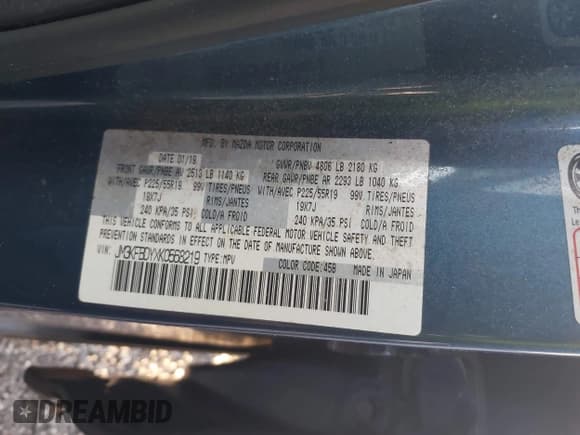 MFD. BY MAZDA MOTOR CORPORATION
DATE 01/19
GVWR/PNBV 4806 LB 2180 KG
FRONT GAWR/PNBE AV 2513 LB 1140 KG
REAR GAWR/PNBE AR 2293 LB 1040 KG
WITH/AVEC P225/55R19 99V TIRES/PNEUS
WITH/AVEC P225/55R19 99V TIRES/PNEUS
19X7J RIMS/JANTES
19X7J RIMS/JANTES
240 KPA/35 PSI COLD/A FROID
240 KPA/35 PSI COLD/A FROID
THIS VEHICLE CONFORMS TO ALL APPLICABLE FEDERAL MOTOR VEHICLE SAFETY AND THEFT
PREVENTION STANDARDS IN EFFECT ON THE DATE OF MANUFACTURE SHOWN ABOVE.
VIN: JM3KFBDYXK0568219 TYPE:MPV
COLOR CODE:45B MADE IN JAPAN
DREAMBID